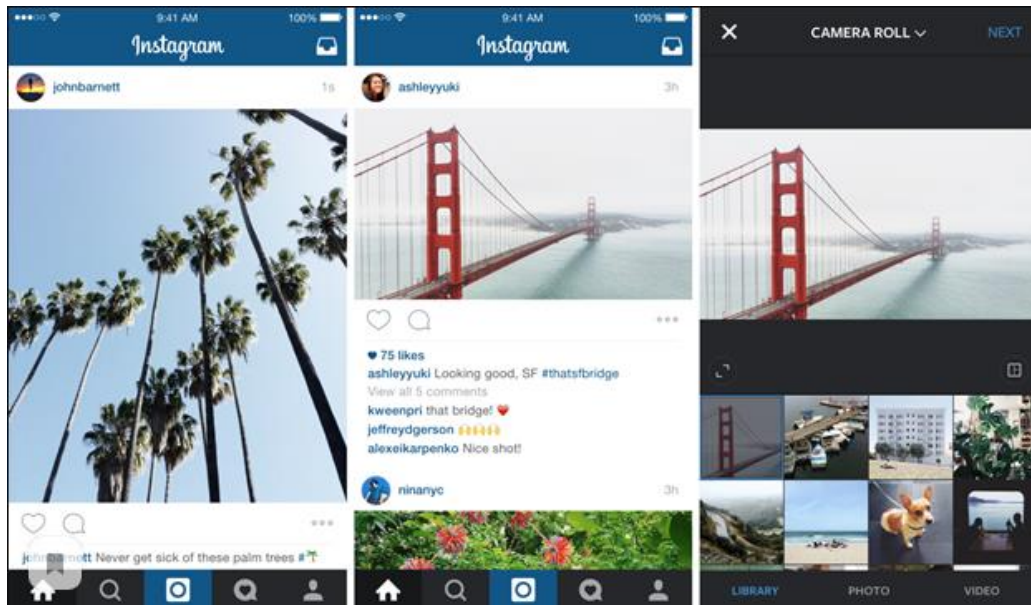 9:41 AM 100%
Instagram
johnbarnett 1s
johnbarnett Never get sick of these palm trees #🌴
9:41 AM 100%
Instagram
ashleyyuki 3h
75 likes
ashleyyuki Looking good, SF #thatsfbridge
View all 5 comments
kweenpri that bridge! ❤️
jeffreydgerson 🙌🙌🙌
alexeikarpenko Nice shot!
ninanyc 3h
CAMERA ROLL NEXT
LIBRARY PHOTO VIDEO